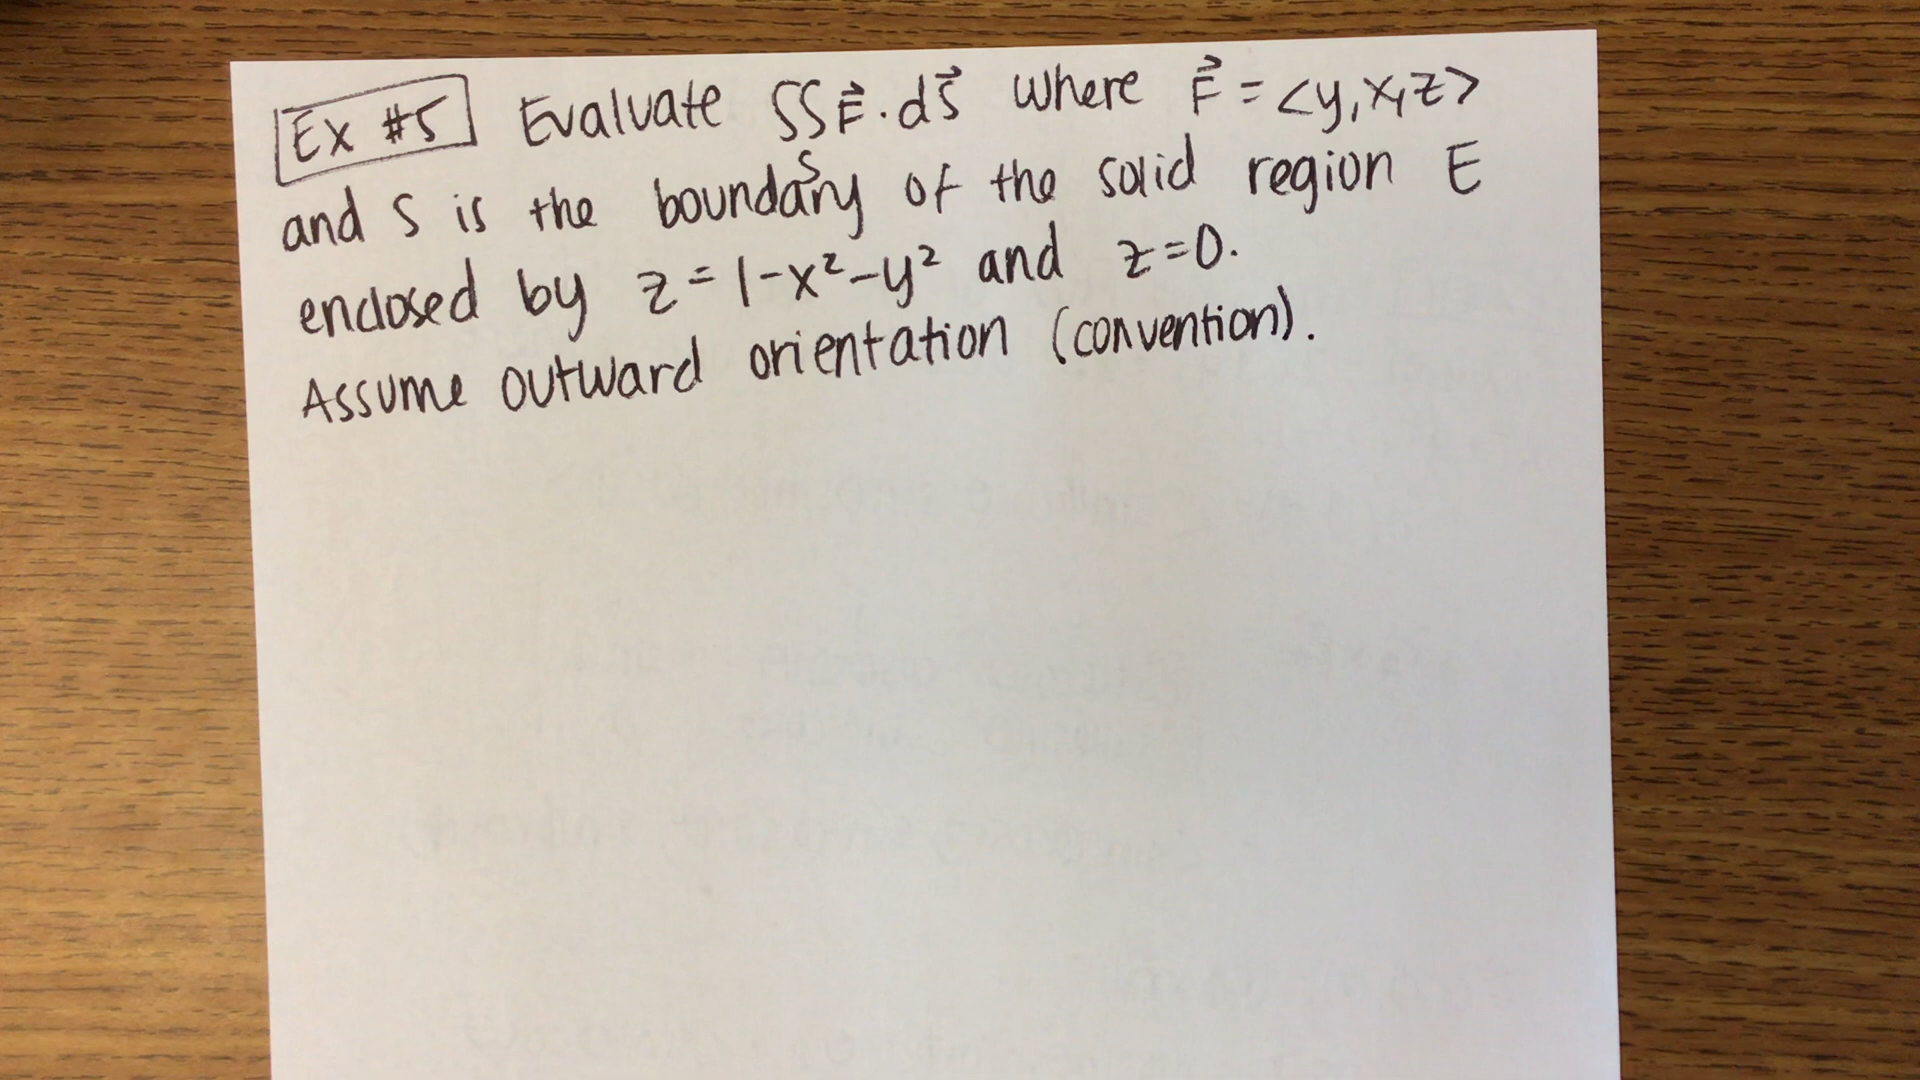 Ex #5 Evaluate ∬_S F⃗·dS⃗ where F⃗ = <y,x,z>
and S is the boundary of the solid region E
enclosed by z=1-x²-y² and z=0.
Assume outward orientation (convention).